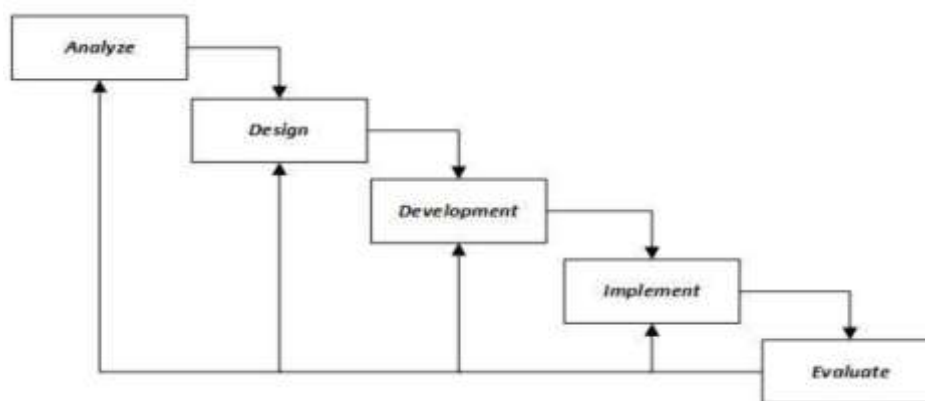 Analyze
Design
Development
Implement
Evaluate